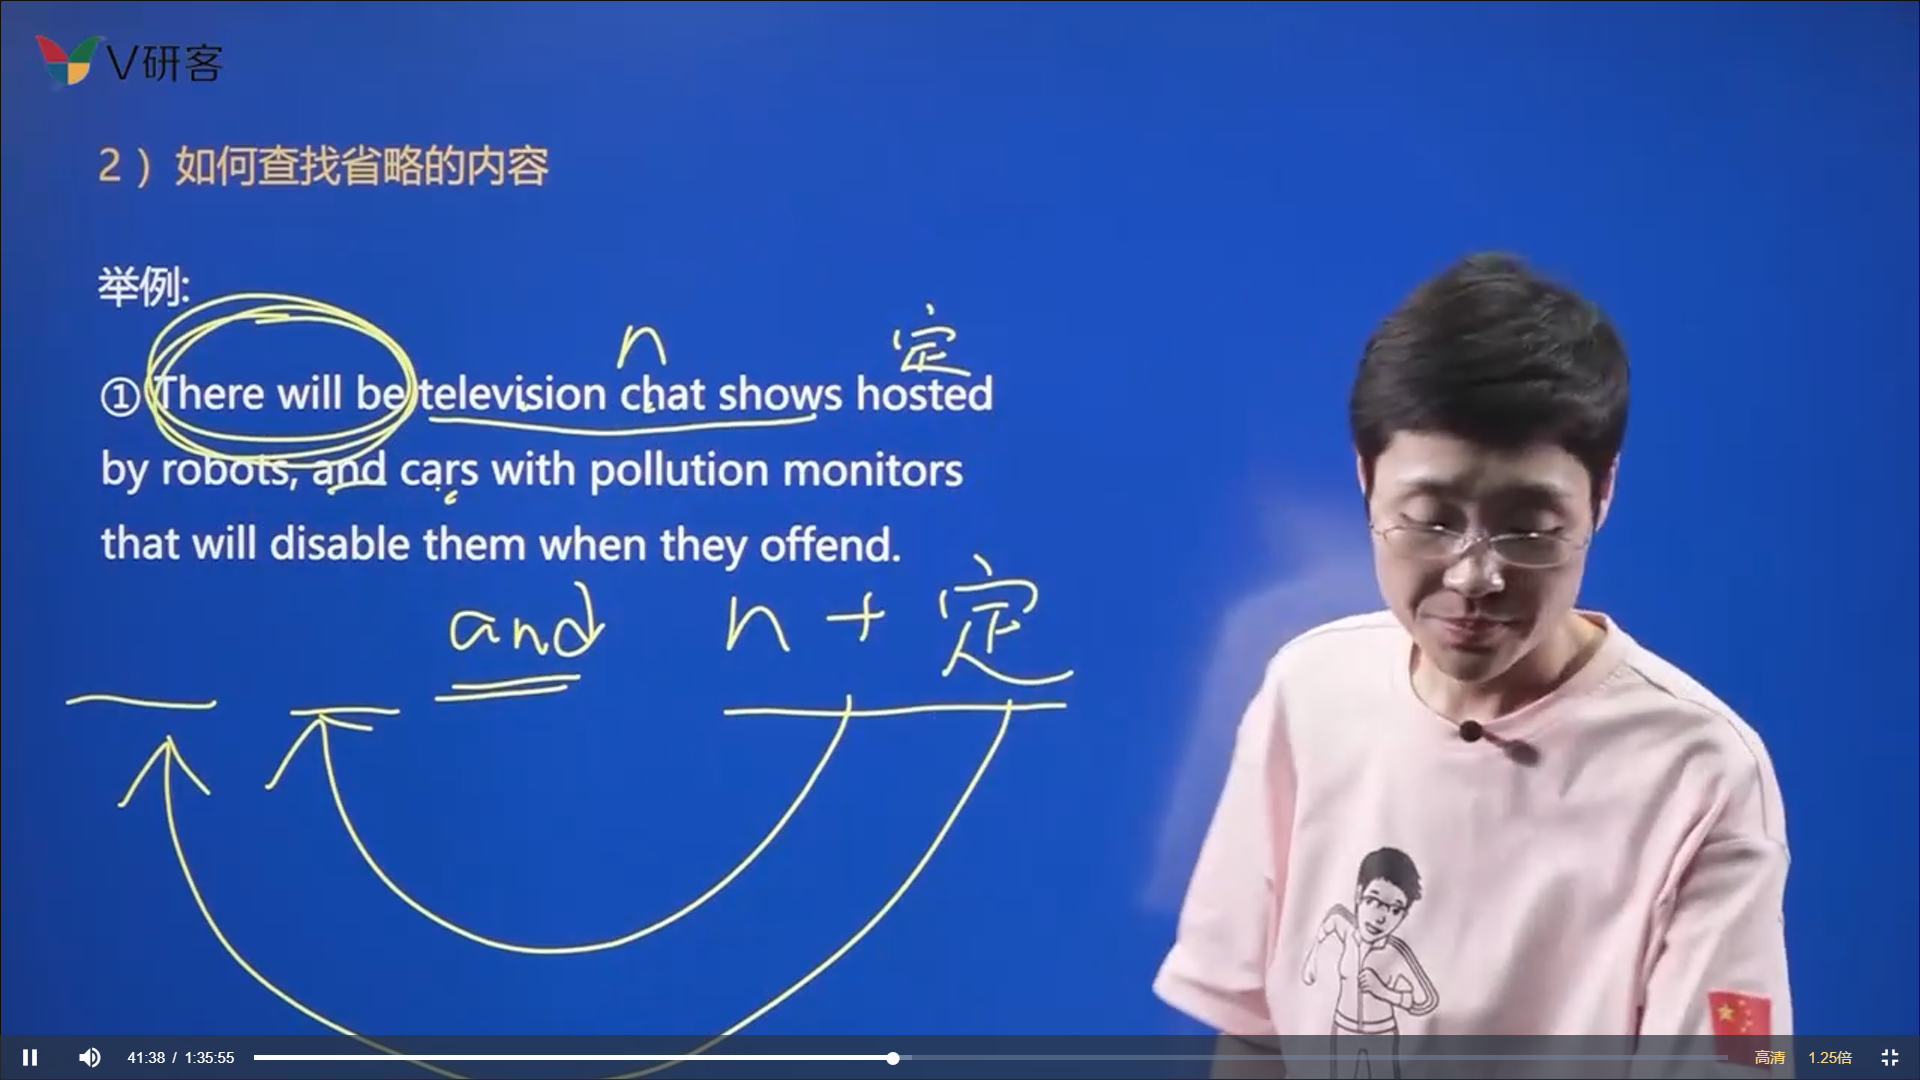 V研客
2）如何查找省略的内容
举例:
n 定
① There will be television chat shows hosted
by robots, and cars with pollution monitors
that will disable them when they offend.
and n + 定
41:38 / 1:35:55 高清 1.25倍